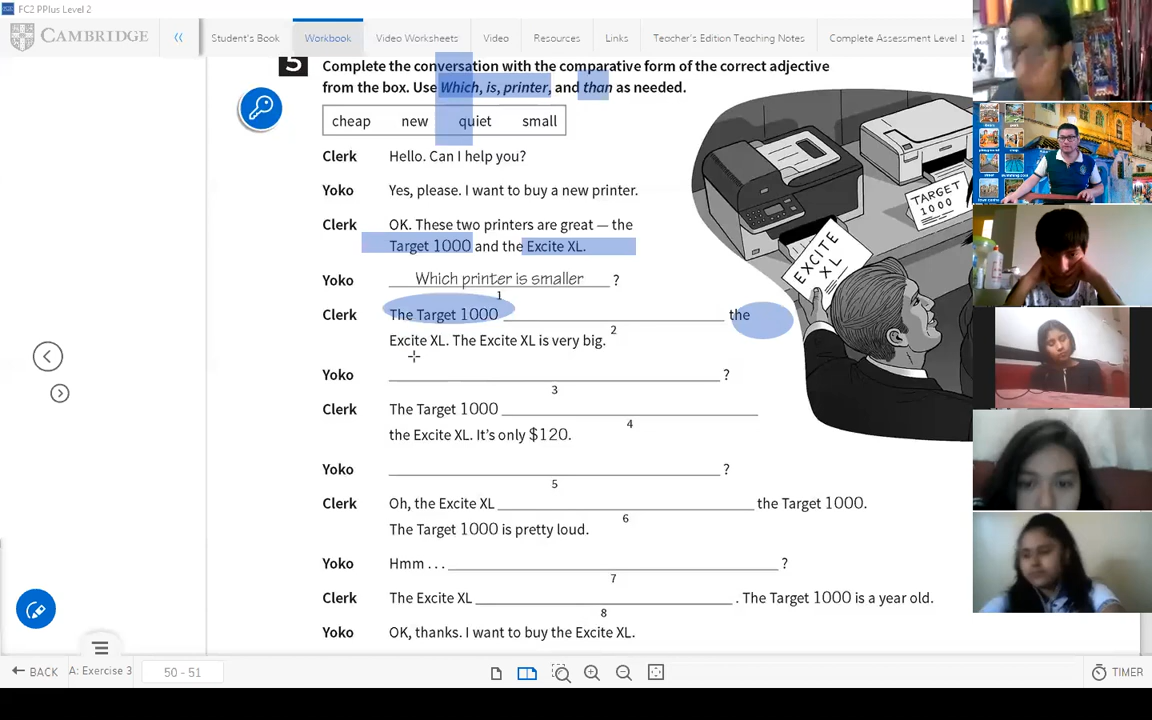 FC2 PPlus Level 2
CAMBRIDGE
Student's Book
Workbook
Video Worksheets
Video
Resources
Links
Teacher's Edition Teaching Notes
Complete Assessment Level 1
5 Complete the conversation with the comparative form of the correct adjective
from the box. Use Which, is, printer, and than as needed.
cheap new quiet small
Clerk Hello. Can I help you?
Yoko Yes, please. I want to buy a new printer.
Clerk OK. These two printers are great — the
Target 1000 and the Excite XL.
Yoko Which printer is smaller ?
1
Clerk The Target 1000 the
2
Excite XL. The Excite XL is very big.
Yoko ?
3
Clerk The Target 1000
4
the Excite XL. It's only $120.
Yoko ?
5
Clerk Oh, the Excite XL the Target 1000.
6
The Target 1000 is pretty loud.
Yoko Hmm . . . ?
7
Clerk The Excite XL . The Target 1000 is a year old.
8
Yoko OK, thanks. I want to buy the Excite XL.
TARGET
1000
EXCITE
XL
BACK
A: Exercise 3
50 - 51
TIMER